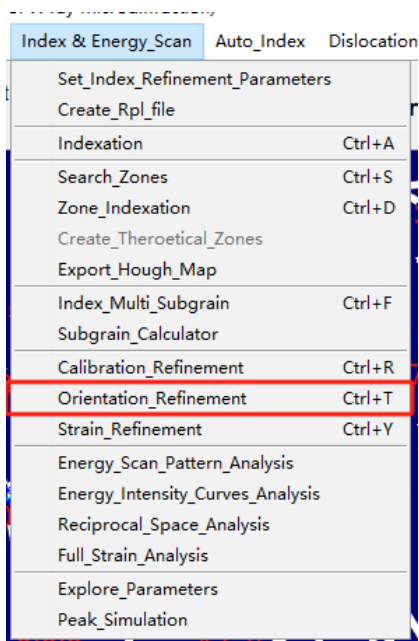 Index & Energy_Scan Auto_Index Dislocation
Set_Index_Refinement_Parameters
Create_Rpl_file
Indexation Ctrl+A
Search_Zones Ctrl+S
Zone_Indexation Ctrl+D
Create_Theroetical_Zones
Export_Hough_Map
Index_Multi_Subgrain Ctrl+F
Subgrain_Calculator
Calibration_Refinement Ctrl+R
Orientation_Refinement Ctrl+T
Strain_Refinement Ctrl+Y
Energy_Scan_Pattern_Analysis
Energy_Intensity_Curves_Analysis
Reciprocal_Space_Analysis
Full_Strain_Analysis
Explore_Parameters
Peak_Simulation